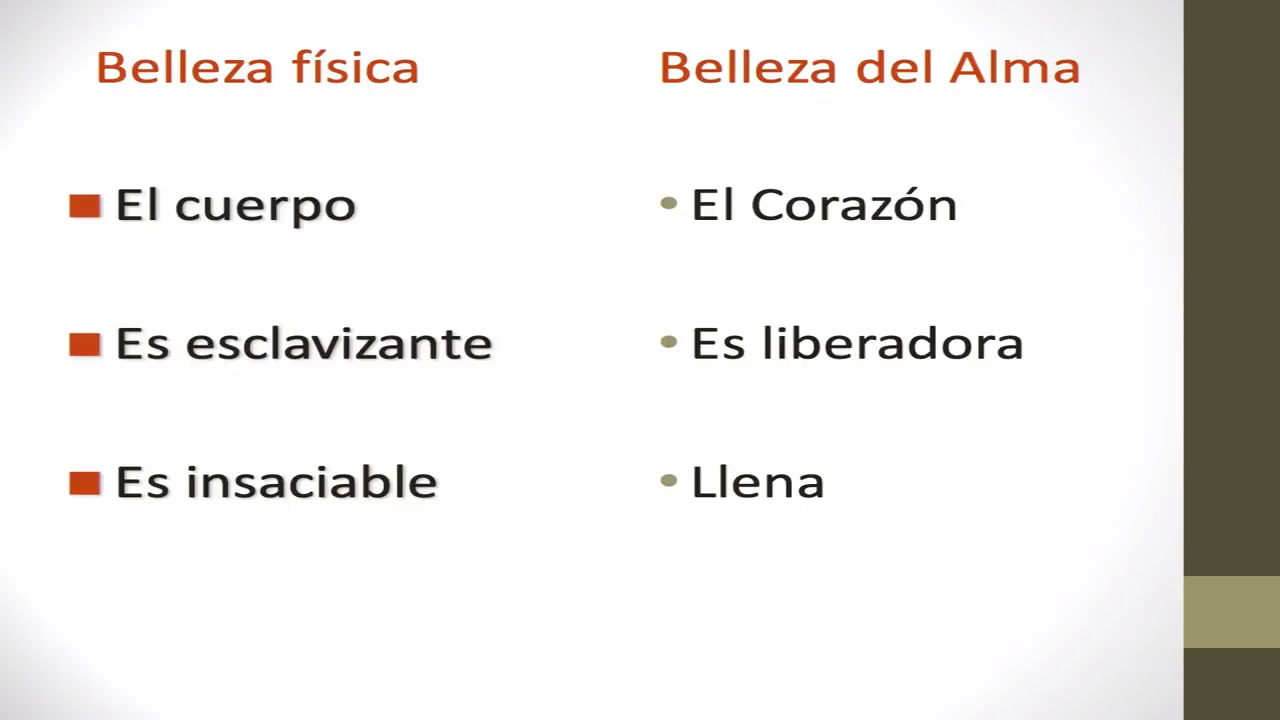 Belleza física
El cuerpo
Es esclavizante
Es insaciable
Belleza del Alma
El Corazón
Es liberadora
Llena